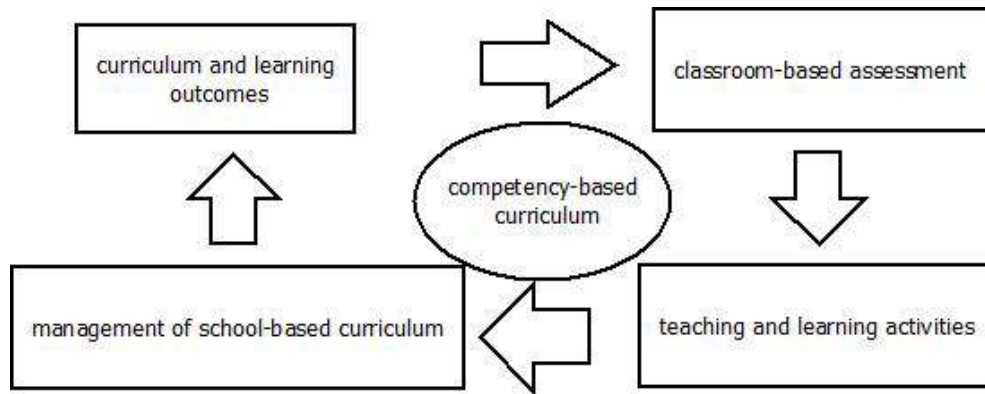 curriculum and learning
outcomes
classroom-based assessment
competency-based
curriculum
management of school-based curriculum
teaching and learning activities